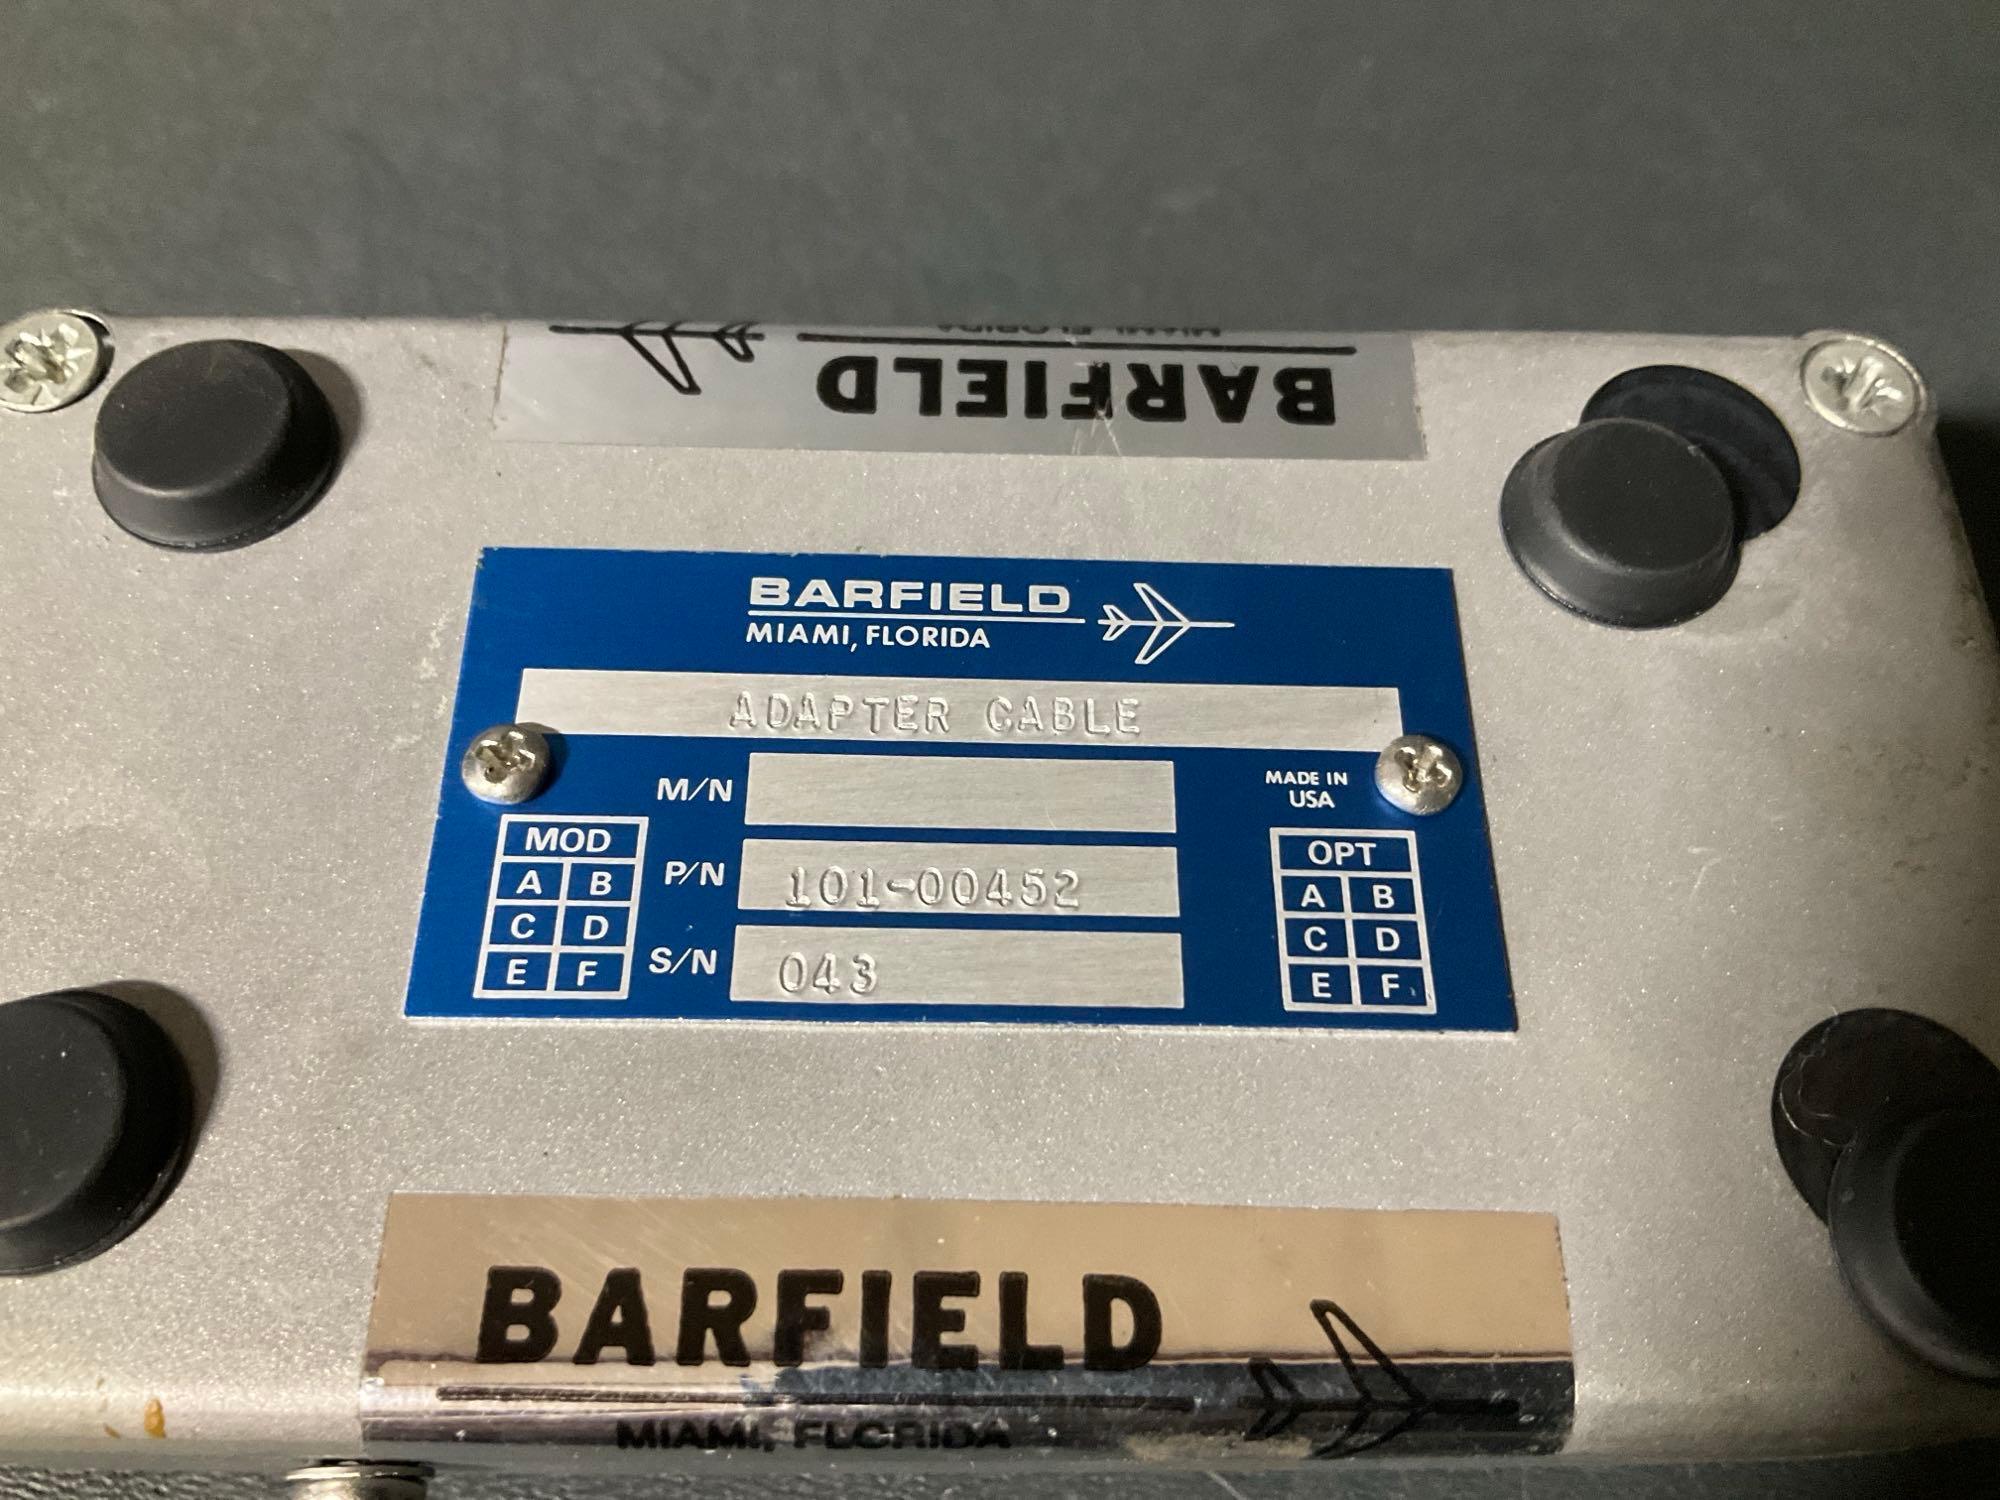 BARFIELD
MIAMI, FLORIDA
BARFIELD
MIAMI, FLORIDA
ADAPTER CABLE
M/N
MADE IN
USA
MOD
A B
C D
E F
P/N 101-00452
S/N 043
OPT
A B
C D
E F
BARFIELD
MIAMI, FLORIDA